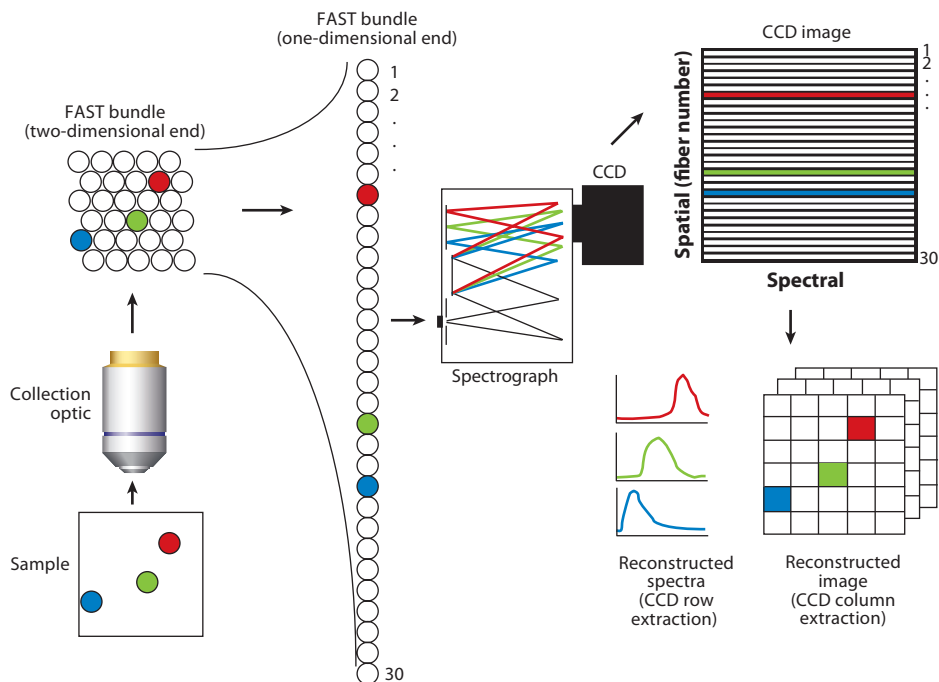 FAST bundle
(one-dimensional end)
1
2
.
.
.
30
FAST bundle
(two-dimensional end)
Collection
optic
Sample
Spectrograph
CCD
CCD image
1
2
.
.
.
30
Spatial (fiber number)
Spectral
Reconstructed
spectra
(CCD row
extraction)
Reconstructed
image
(CCD column
extraction)